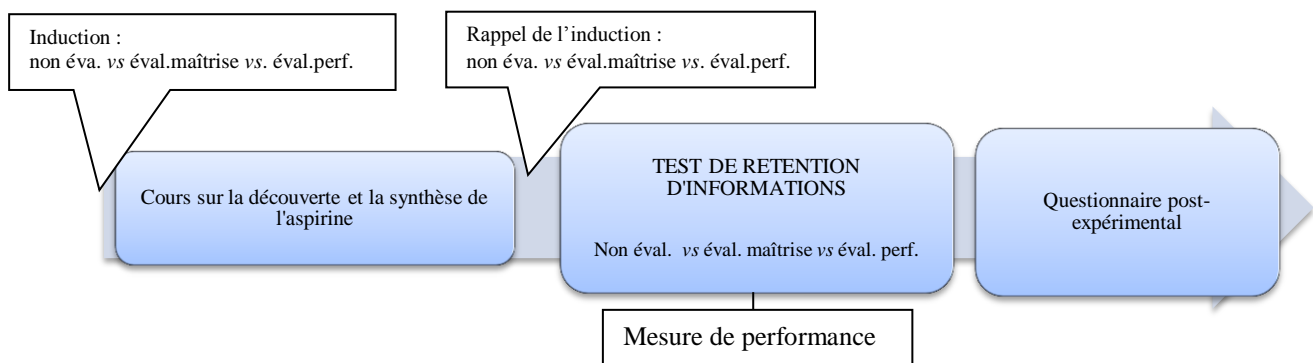 Induction :
non éva. vs éval.maîtrise vs. éval.perf.
Rappel de l’induction :
non éva. vs éval.maîtrise vs. éval.perf.
Cours sur la découverte et la synthèse de
l'aspirine
TEST DE RETENTION
D'INFORMATIONS
Non éval. vs éval. maîtrise vs éval. perf.
Questionnaire post-
expérimental
Mesure de performance